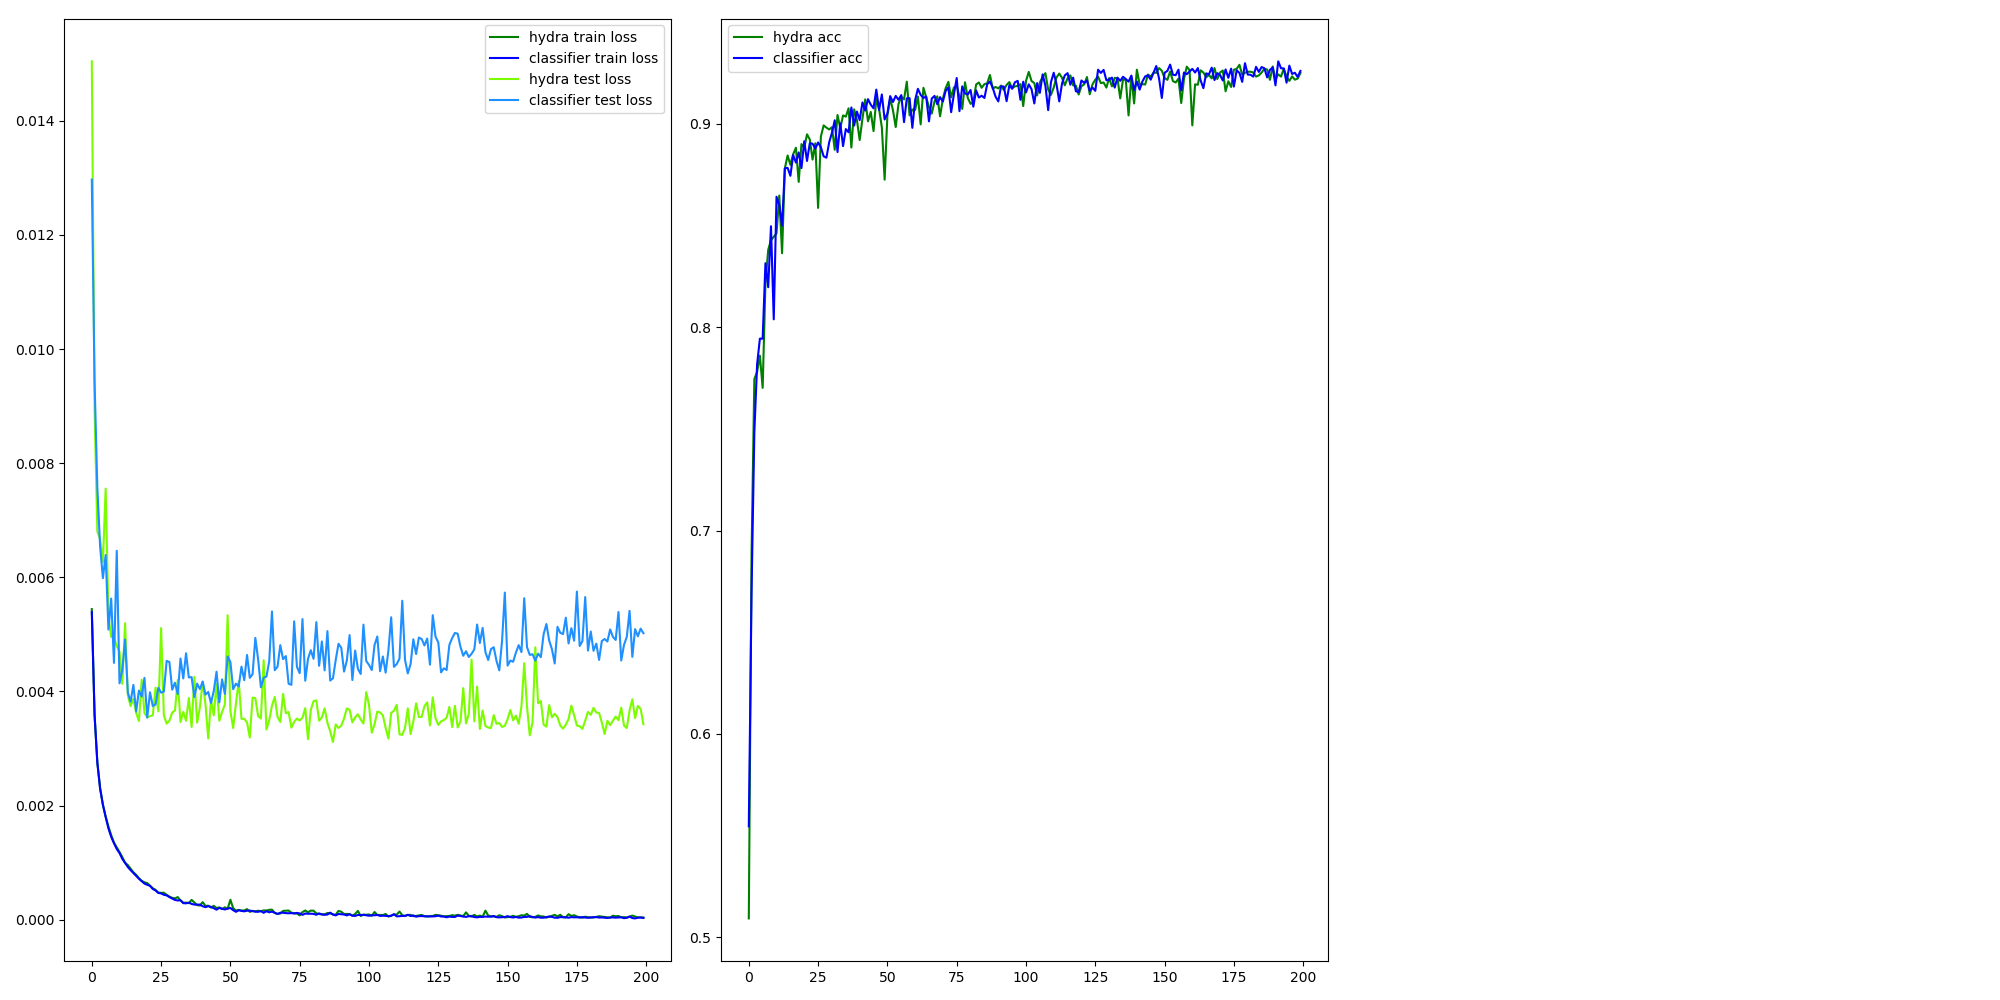 hydra train loss
classifier train loss
hydra test loss
classifier test loss
0.014
0.012
0.010
0.008
0.006
0.004
0.002
0.000
0 25 50 75 100 125 150 175 200
hydra acc
classifier acc
0.9
0.8
0.7
0.6
0.5
0 25 50 75 100 125 150 175 200